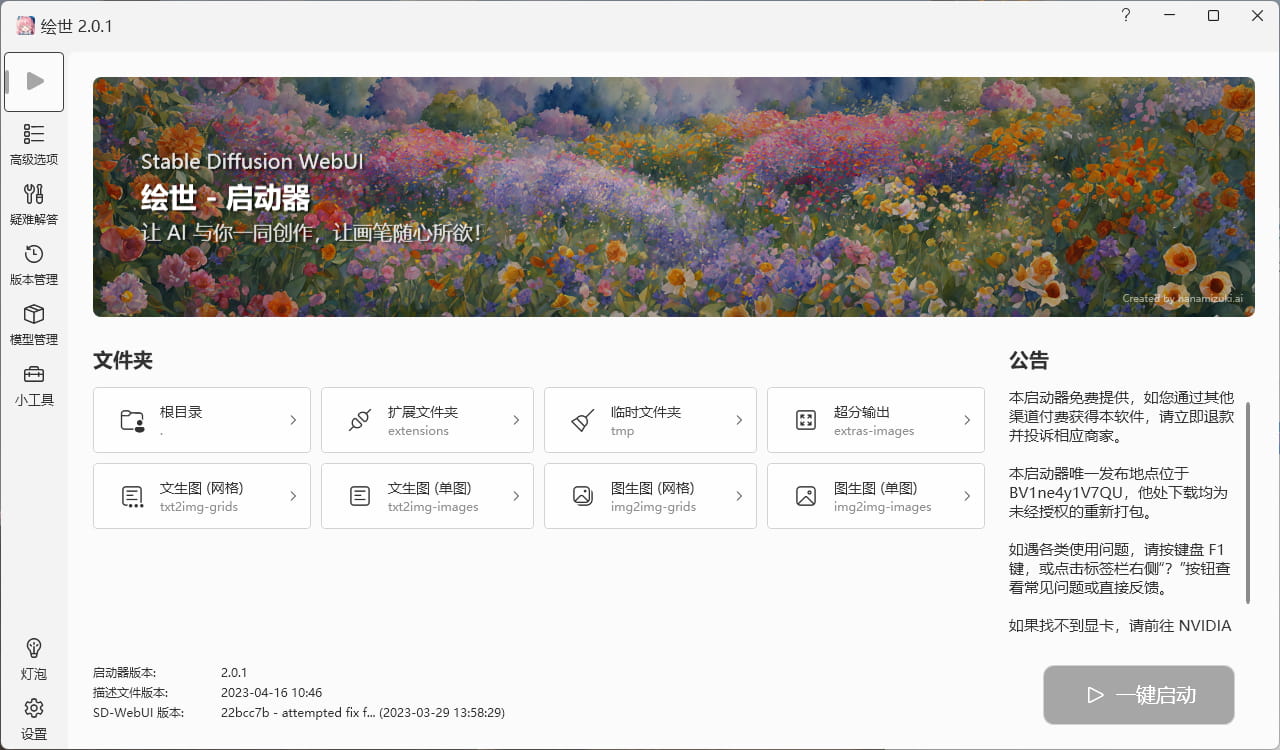 绘世 2.0.1
?
Stable Diffusion WebUI
绘世 - 启动器
让 AI 与你一同创作，让画笔随心所欲！
Created by hanamizuki.ai
高级选项
疑难解答
版本管理
模型管理
小工具
灯泡
设置
文件夹
根目录
.
扩展文件夹
extensions
临时文件夹
tmp
超分输出
extras-images
文生图 (网格)
txt2img-grids
文生图 (单图)
txt2img-images
图生图 (网格)
img2img-grids
图生图 (单图)
img2img-images
公告
本启动器免费提供，如您通过其他
渠道付费获得本软件，请立即退款
并投诉相应商家。
本启动器唯一发布地点位于
BV1ne4y1V7QU，他处下载均为
未经授权的重新打包。
如遇各类使用问题，请按键盘 F1
键，或点击标签栏右侧“？”按钮查
看常见问题或直接反馈。
如果找不到显卡，请前往 NVIDIA
启动器版本: 2.0.1
描述文件版本: 2023-04-16 10:46
SD-WebUI 版本: 22bcc7b - attempted fix f... (2023-03-29 13:58:29)
一键启动